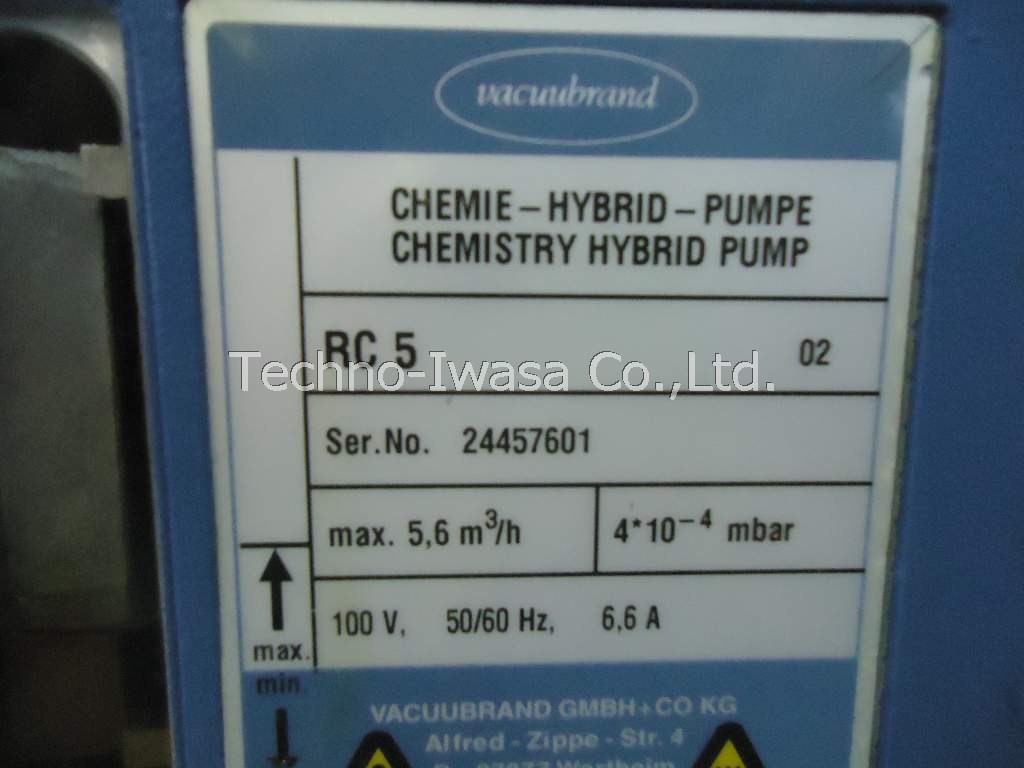 vacuubrand
CHEMIE – HYBRID – PUMPE
CHEMISTRY HYBRID PUMP
RC 5 02
Techno-Iwasa Co.,Ltd.
Ser.No. 24457601
max. 5,6 m³/h 4*10⁻⁴ mbar
100 V, 50/60 Hz, 6,6 A
max.
min.
VACUUBRAND GMBH+CO KG
Alfred - Zippe - Str. 4
Wertheim